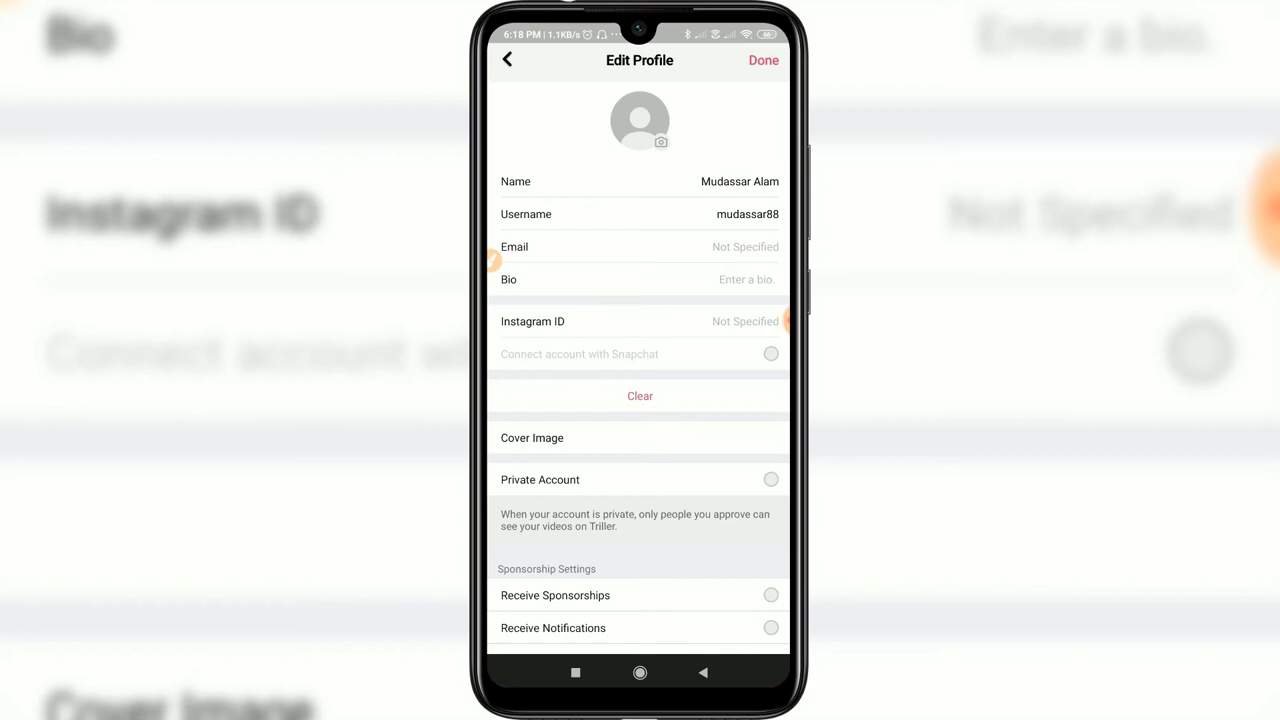 Bio
Enter a bio.
Instagram ID
Not Specified
Connect account wi
Cover Image
6:18 PM | 1.1KB/s ... 66
Edit Profile
Done
Name
Mudassar Alam
Username
mudassar88
Email
Not Specified
Bio
Enter a bio.
Instagram ID
Not Specified
Connect account with Snapchat
Clear
Cover Image
Private Account
When your account is private, only people you approve can
see your videos on Triller.
Sponsorship Settings
Receive Sponsorships
Receive Notifications